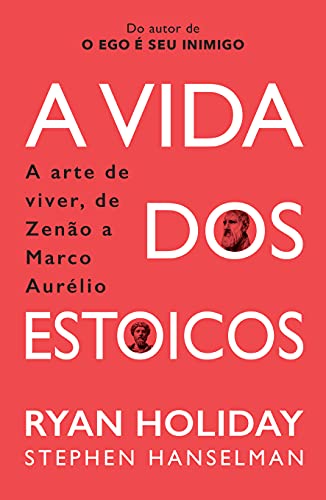 Do autor de
O EGO É SEU INIMIGO
A VIDA
A arte de
viver, de
Zenão a
Marco
Aurélio
DOS
ESTOICOS
RYAN HOLIDAY
STEPHEN HANSELMAN